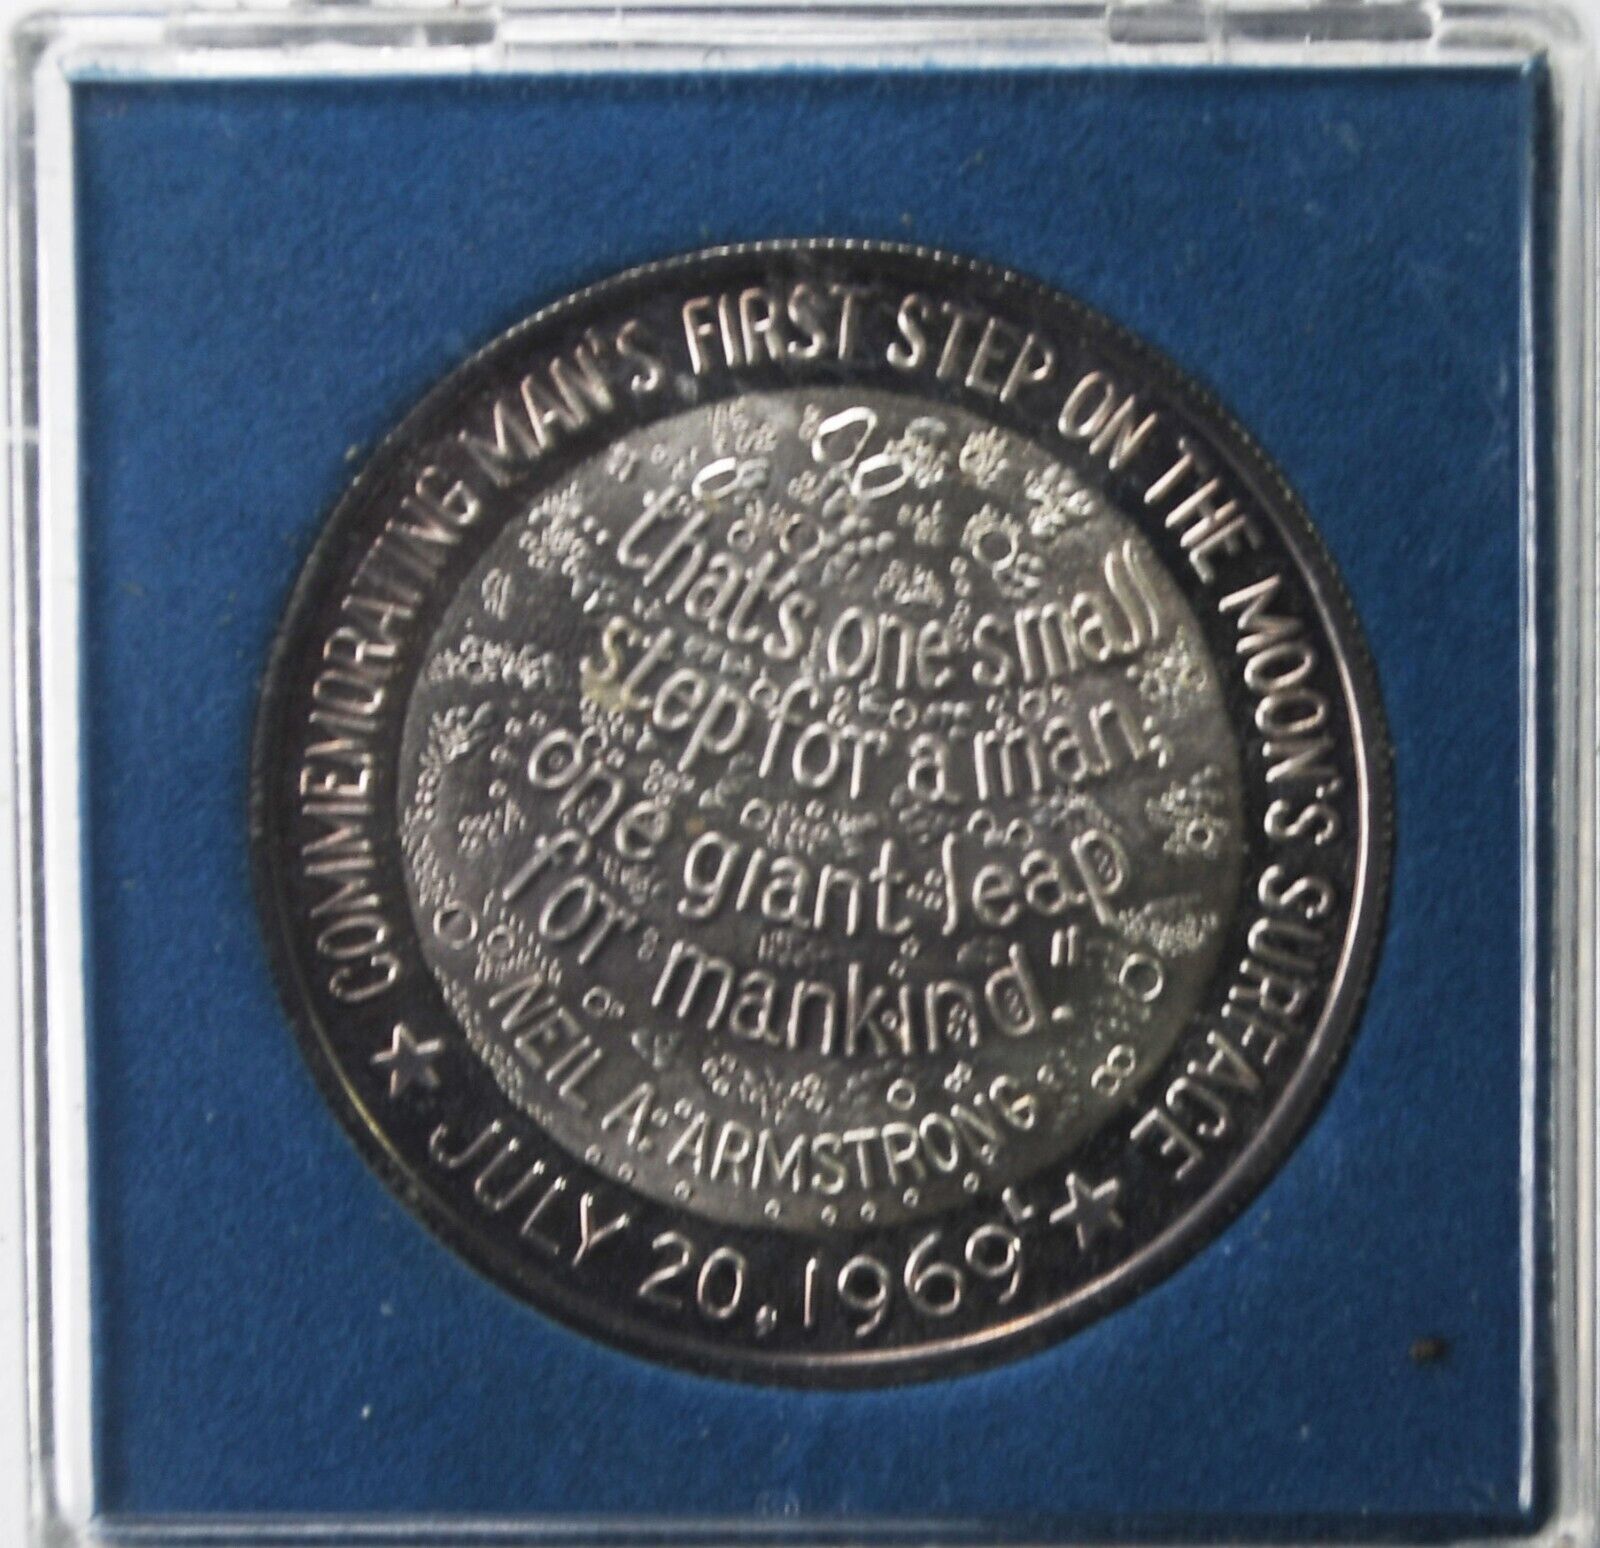 COMMEMORATING MAN'S FIRST STEP ON THE MOON'S SURFACE
"that's one small
step for a man,
one giant leap
for mankind."
NEIL A. ARMSTRONG
★ JULY 20, 1969 ★